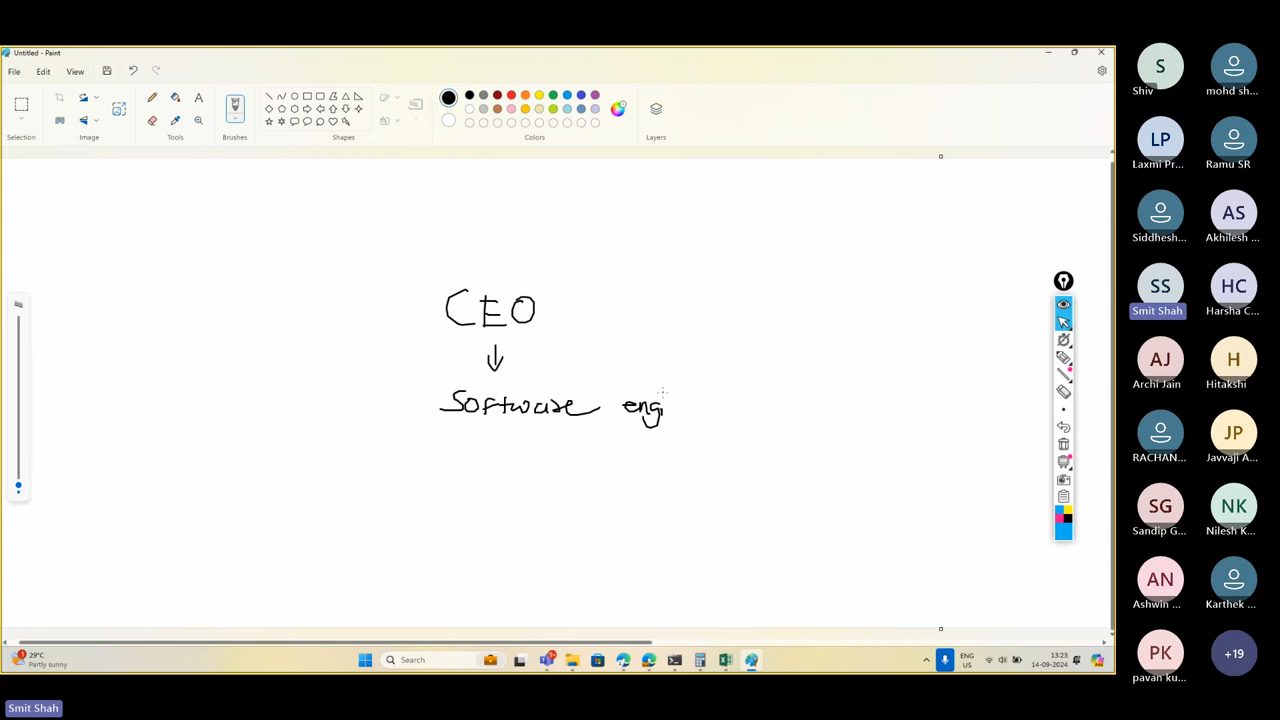 Untitled - Paint
File Edit View
Selection Image Tools Brushes Shapes Colors Layers
CEO
↓
Software engi
S
Shiv
mohd sh...
LP
Laxmi Pr...
Ramu SR
Siddhesh...
AS
Akhilesh ...
SS
Smit Shah
HC
Harsha C...
AJ
Archi Jain
H
Hitakshi
RACHAN...
JP
Javvaji A...
SG
Sandip G...
NK
Nilesh K...
AN
Ashwin ...
Karthek ...
PK
pavan ku...
+19
1
29°C
Partly sunny
Search
ENG
US
13:23
14-09-2024
Smit Shah